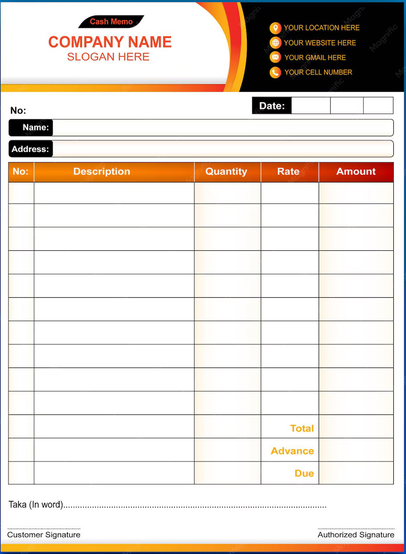 Cash Memo
COMPANY NAME
SLOGAN HERE
YOUR LOCATION HERE
YOUR WEBSITE HERE
YOUR GMAIL HERE
YOUR CELL NUMBER
No:
Date:
Name:
Address:
No: Description Quantity Rate Amount
Total
Advance
Due
Taka (In word)..............................................................................................................
Customer Signature Authorized Signature